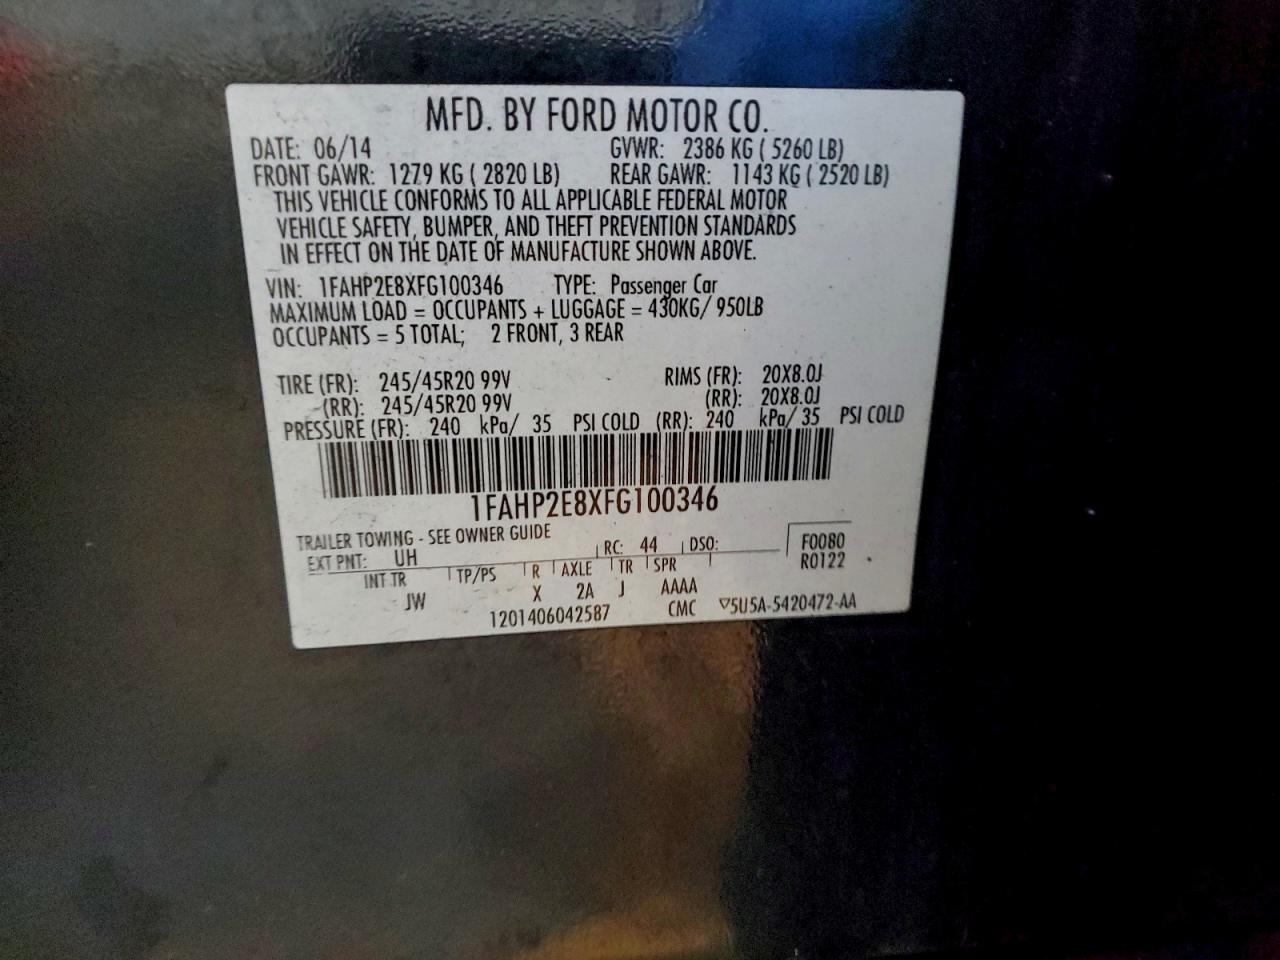 MFD. BY FORD MOTOR CO.
DATE: 06/14 GVWR: 2386 KG ( 5260 LB)
FRONT GAWR: 1279 KG ( 2820 LB) REAR GAWR: 1143 KG ( 2520 LB)
THIS VEHICLE CONFORMS TO ALL APPLICABLE FEDERAL MOTOR
VEHICLE SAFETY, BUMPER, AND THEFT PREVENTION STANDARDS
IN EFFECT ON THE DATE OF MANUFACTURE SHOWN ABOVE.
VIN: 1FAHP2E8XFG100346 TYPE: Passenger Car
MAXIMUM LOAD = OCCUPANTS + LUGGAGE = 430KG/ 950LB
OCCUPANTS = 5 TOTAL; 2 FRONT, 3 REAR
TIRE (FR): 245/45R20 99V RIMS (FR): 20X8.0J
(RR): 245/45R20 99V (RR): 20X8.0J
PRESSURE (FR): 240 kPa/ 35 PSI COLD (RR): 240 kPa/ 35 PSI COLD
1FAHP2E8XFG100346
TRAILER TOWING - SEE OWNER GUIDE
EXT PNT: UH RC: 44 DSO: F0080
R0122
INT TR TP/PS R AXLE TR SPR
JW X 2A J AAAA
1201406042587 CMC ▽5U5A-5420472-AA